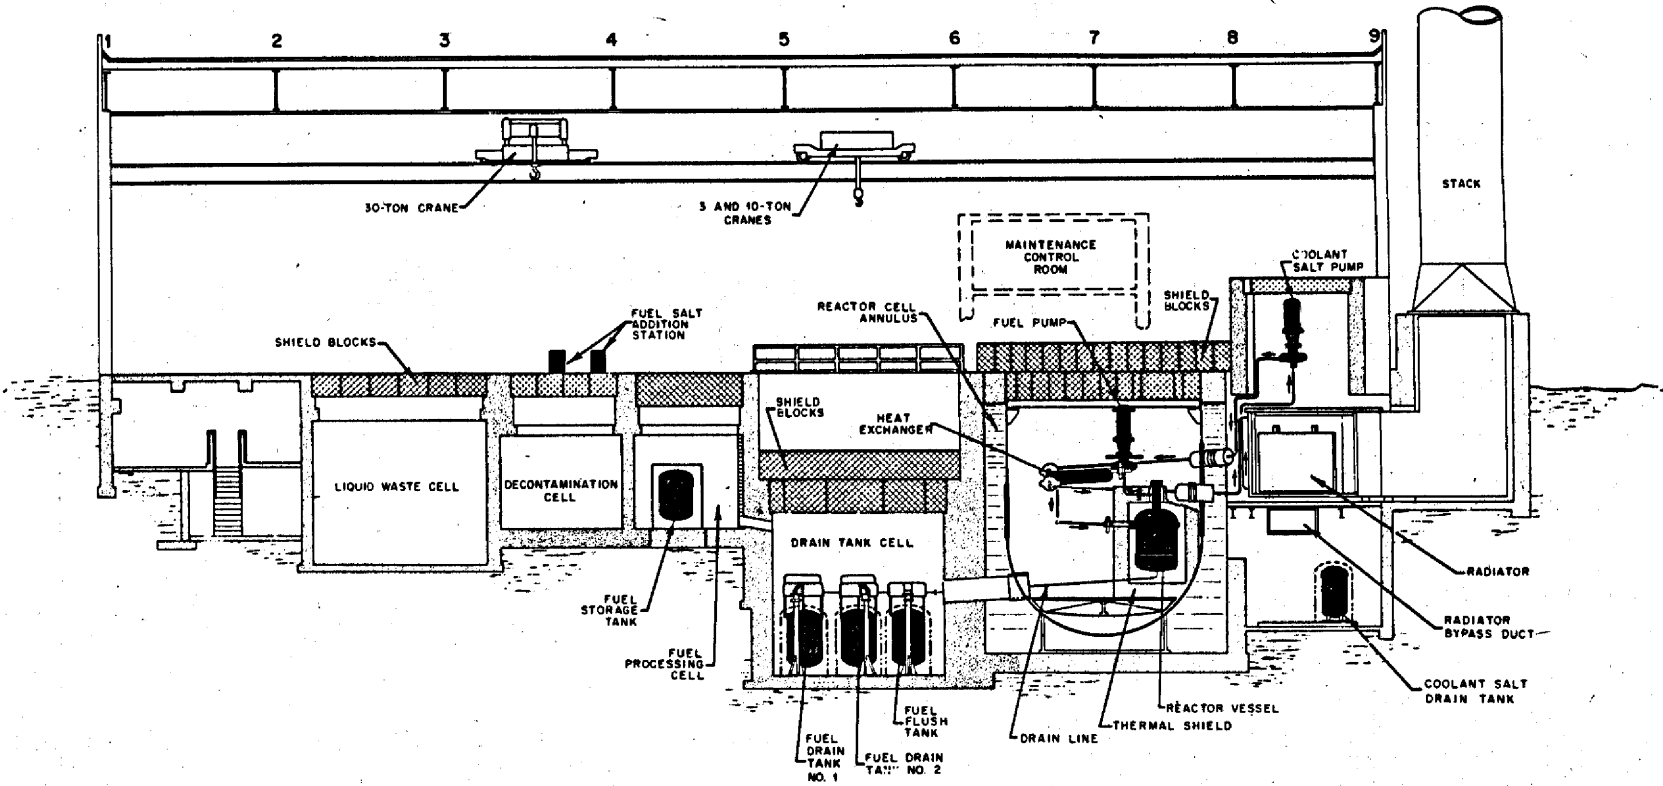 1 2 3 4 5 6 7 8 9
STACK
30-TON CRANE
3 AND 10-TON
CRANES
MAINTENANCE
CONTROL
ROOM
COOLANT
SALT PUMP
SHIELD
BLOCKS
REACTOR CELL
ANNULUS
FUEL PUMP
FUEL SALT
ADDITION
STATION
SHIELD BLOCKS
SHIELD
BLOCKS
HEAT
EXCHANGER
LIQUID WASTE CELL
DECONTAMINATION
CELL
DRAIN TANK CELL
RADIATOR
FUEL
STORAGE
TANK
RADIATOR
BYPASS DUCT
FUEL
PROCESSING
CELL
COOLANT SALT
DRAIN TANK
REACTOR VESSEL
THERMAL SHIELD
DRAIN LINE
FUEL
FLUSH
TANK
FUEL
DRAIN
TANK
NO. 1
FUEL DRAIN
TANK NO. 2